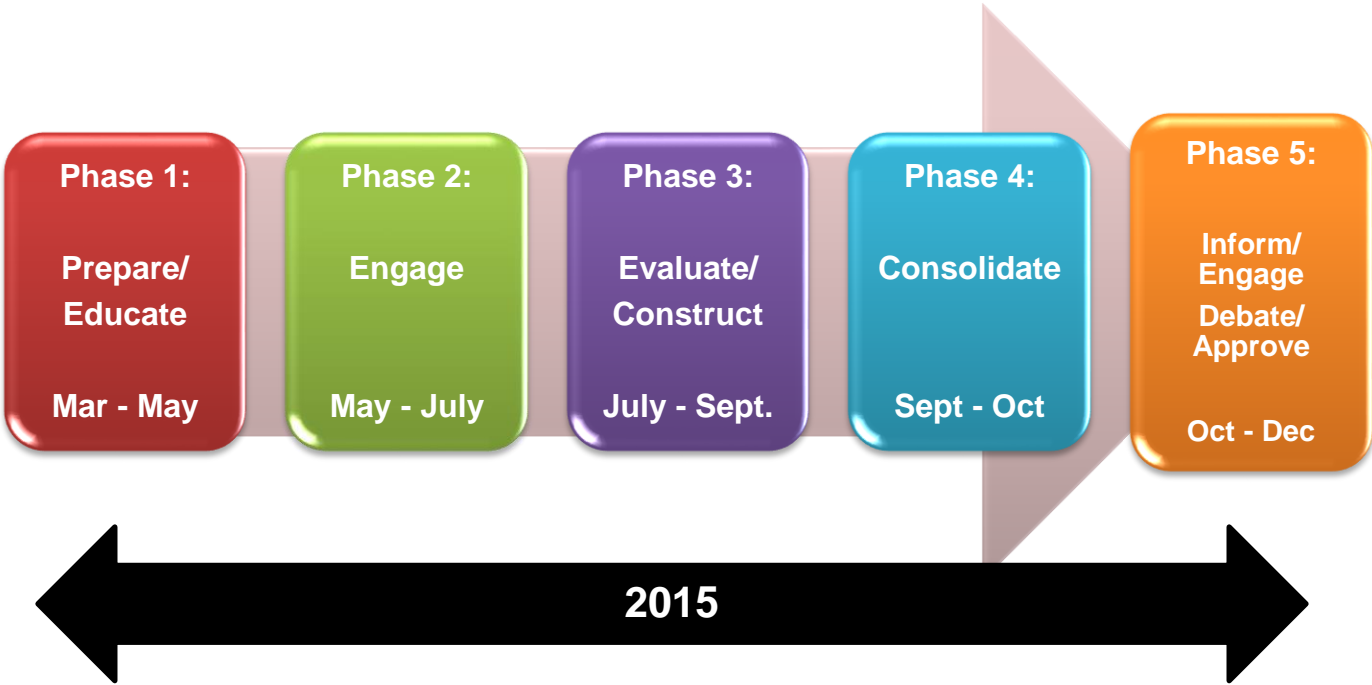 Phase 1:
Prepare/
Educate
Mar - May
Phase 2:
Engage
May - July
Phase 3:
Evaluate/
Construct
July - Sept.
Phase 4:
Consolidate
Sept - Oct
Phase 5:
Inform/
Engage
Debate/
Approve
Oct - Dec
2015